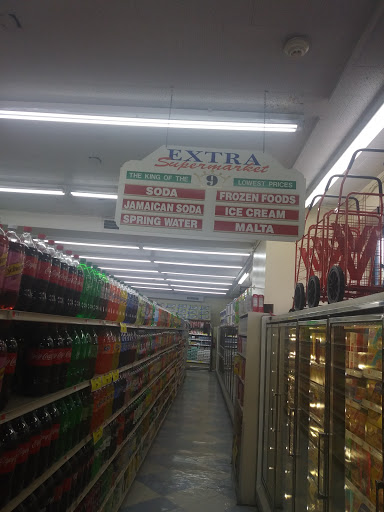 EXTRA
Supermarket
THE KING OF THE 9 LOWEST PRICES
SODA
JAMAICAN SODA
SPRING WATER
FROZEN FOODS
ICE CREAM
MALTA